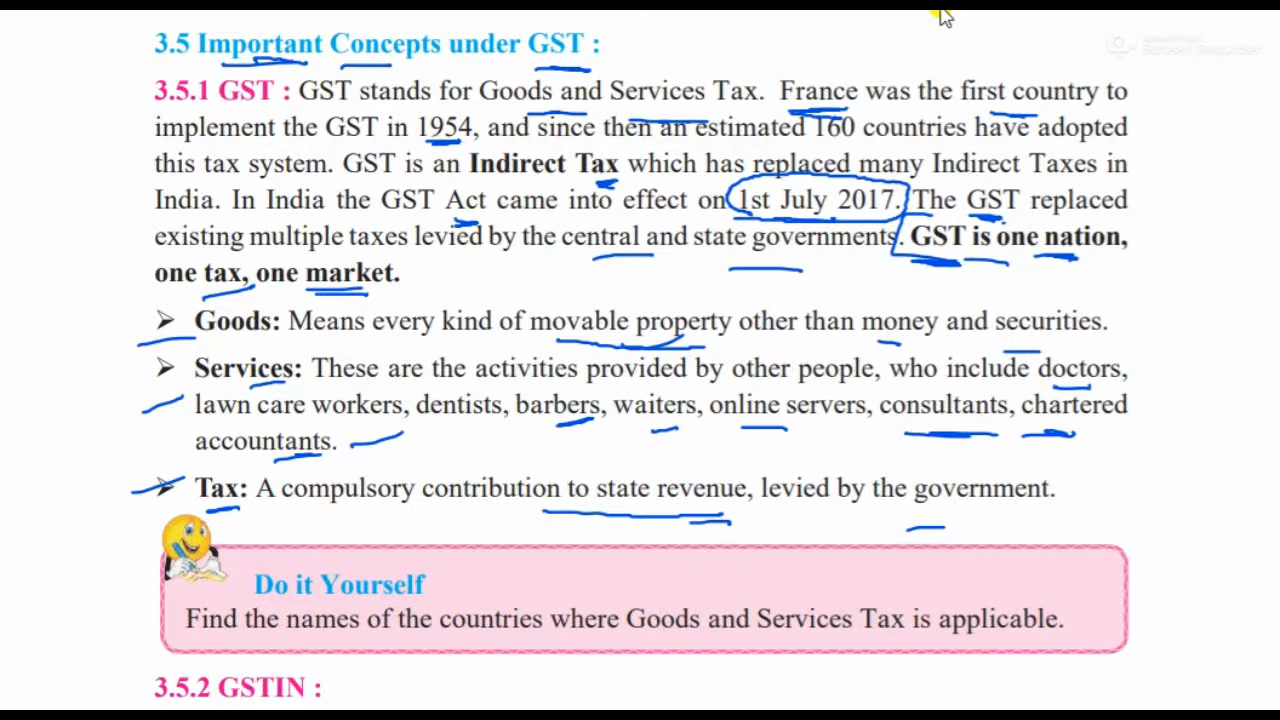 3.5 Important Concepts under GST :
3.5.1 GST : GST stands for Goods and Services Tax. France was the first country to
implement the GST in 1954, and since then an estimated 160 countries have adopted
this tax system. GST is an Indirect Tax which has replaced many Indirect Taxes in
India. In India the GST Act came into effect on 1st July 2017. The GST replaced
existing multiple taxes levied by the central and state governments. GST is one nation,
one tax, one market.
➢ Goods: Means every kind of movable property other than money and securities.
➢ Services: These are the activities provided by other people, who include doctors,
lawn care workers, dentists, barbers, waiters, online servers, consultants, chartered
accountants.
➢ Tax: A compulsory contribution to state revenue, levied by the government.
Do it Yourself
Find the names of the countries where Goods and Services Tax is applicable.
3.5.2 GSTIN :